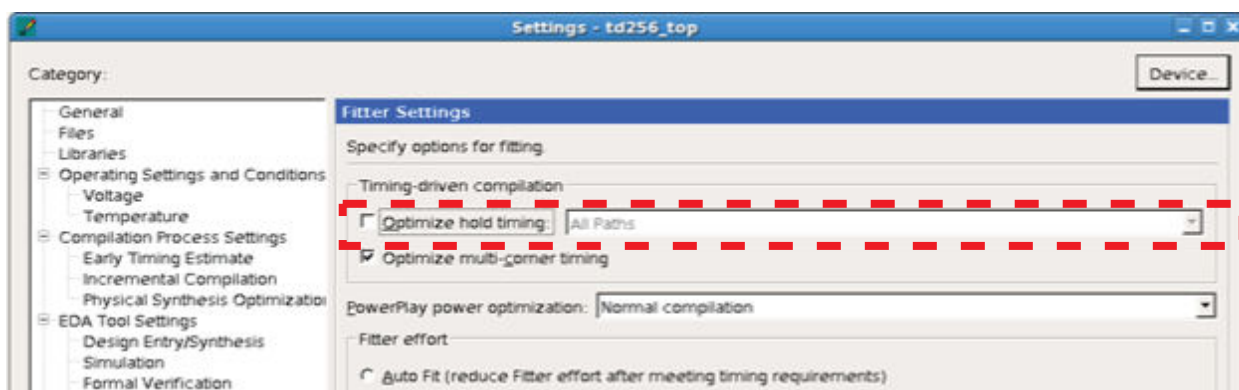 Settings - td256_top
Category:
Device...
General
Files
Libraries
Operating Settings and Conditions
Voltage
Temperature
Compilation Process Settings
Early Timing Estimate
Incremental Compilation
Physical Synthesis Optimization
EDA Tool Settings
Design Entry/Synthesis
Simulation
Formal Verification
Fitter Settings
Specify options for fitting.
Timing-driven compilation
Optimize hold timing: All Paths
Optimize multi-corner timing
PowerPlay power optimization: Normal compilation
Fitter effort
Auto Fit (reduce Fitter effort after meeting timing requirements)